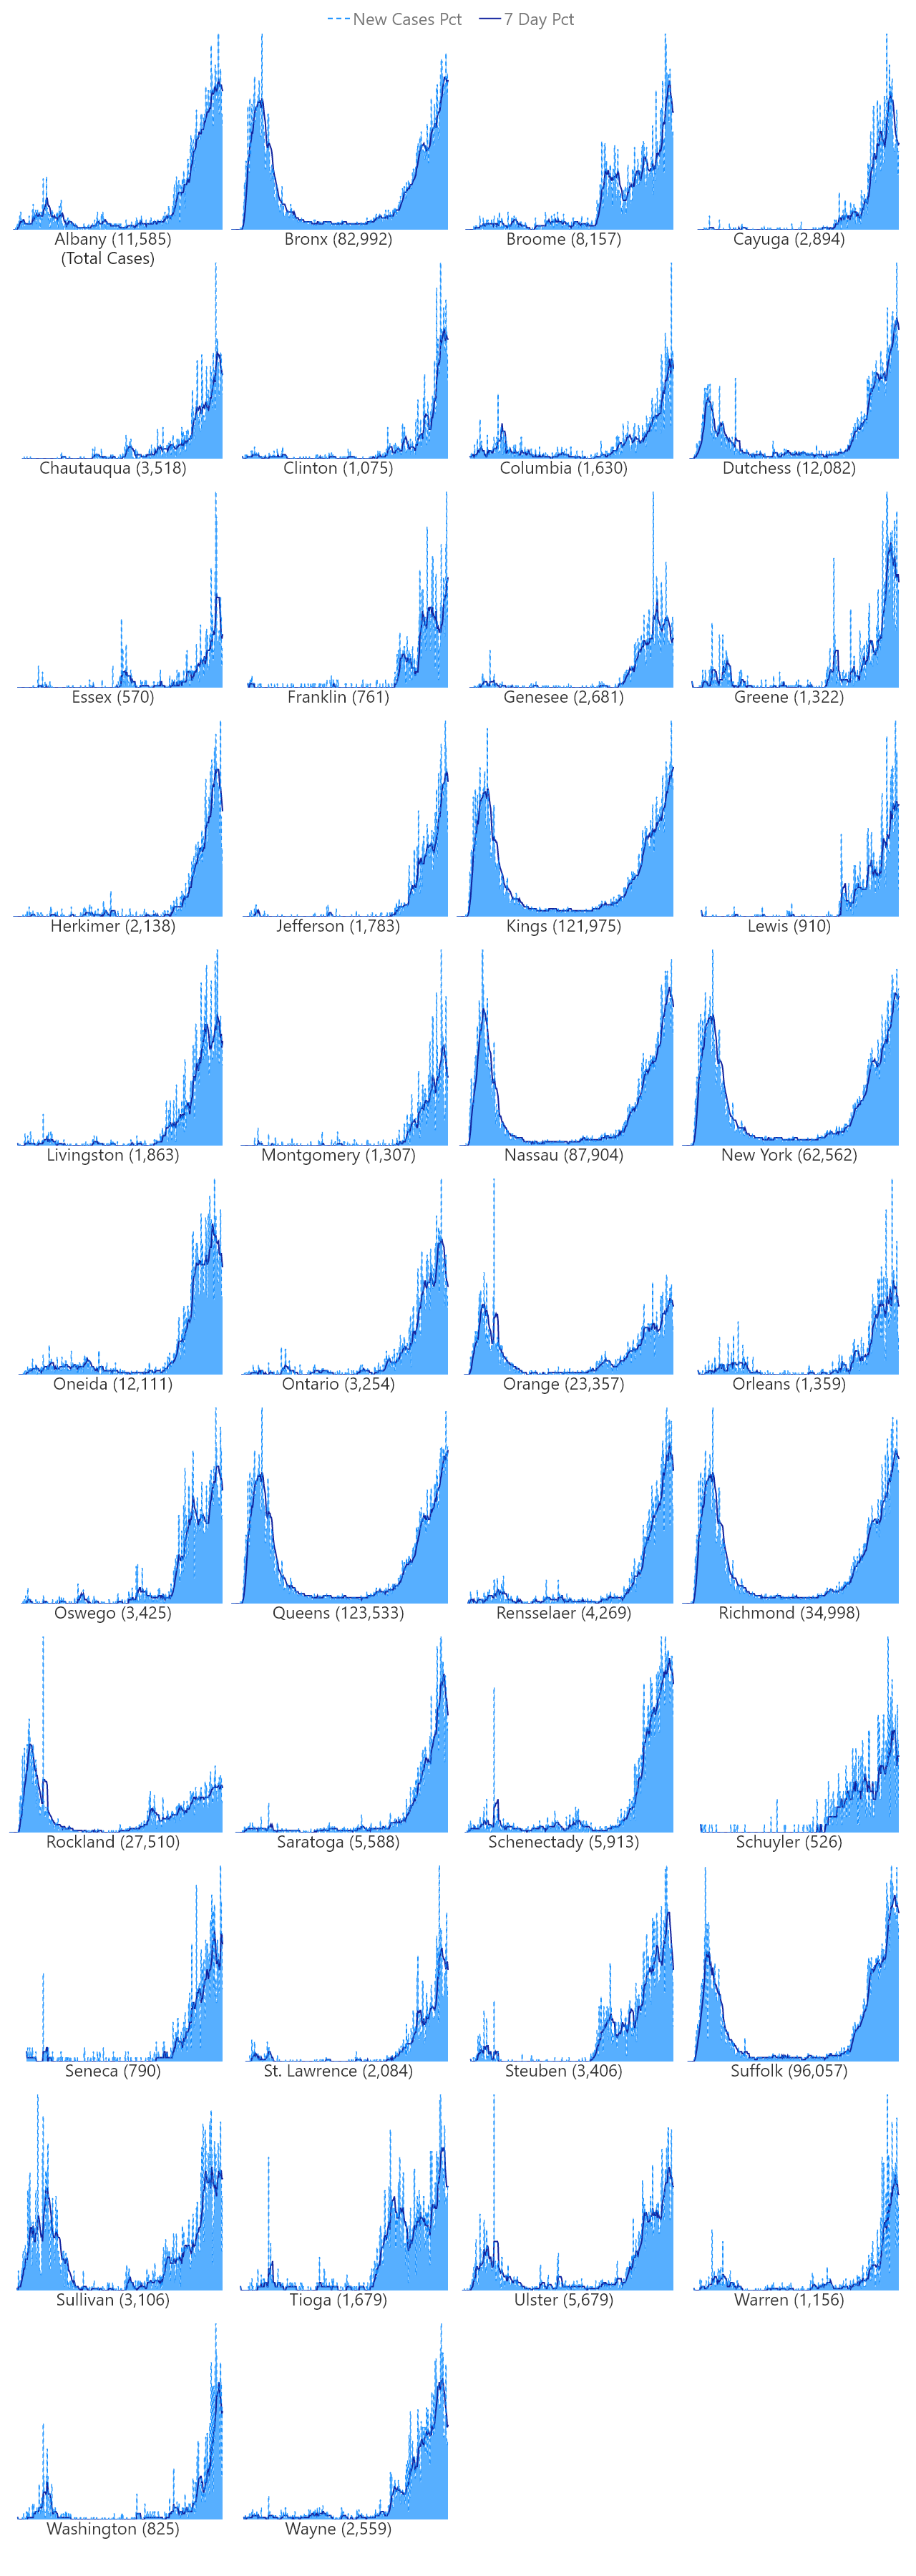 New Cases Pct 7 Day Pct
Albany (11,585) Bronx (82,992) Broome (8,157) Cayuga (2,894)
(Total Cases)
Chautauqua (3,518) Clinton (1,075) Columbia (1,630) Dutchess (12,082)
Essex (570) Franklin (761) Genesee (2,681) Greene (1,322)
Herkimer (2,138) Jefferson (1,783) Kings (121,975) Lewis (910)
Livingston (1,863) Montgomery (1,307) Nassau (87,904) New York (62,562)
Oneida (12,111) Ontario (3,254) Orange (23,357) Orleans (1,359)
Oswego (3,425) Queens (123,533) Rensselaer (4,269) Richmond (34,998)
Rockland (27,510) Saratoga (5,588) Schenectady (5,913) Schuyler (526)
Seneca (790) St. Lawrence (2,084) Steuben (3,406) Suffolk (96,057)
Sullivan (3,106) Tioga (1,679) Ulster (5,679) Warren (1,156)
Washington (825) Wayne (2,559)